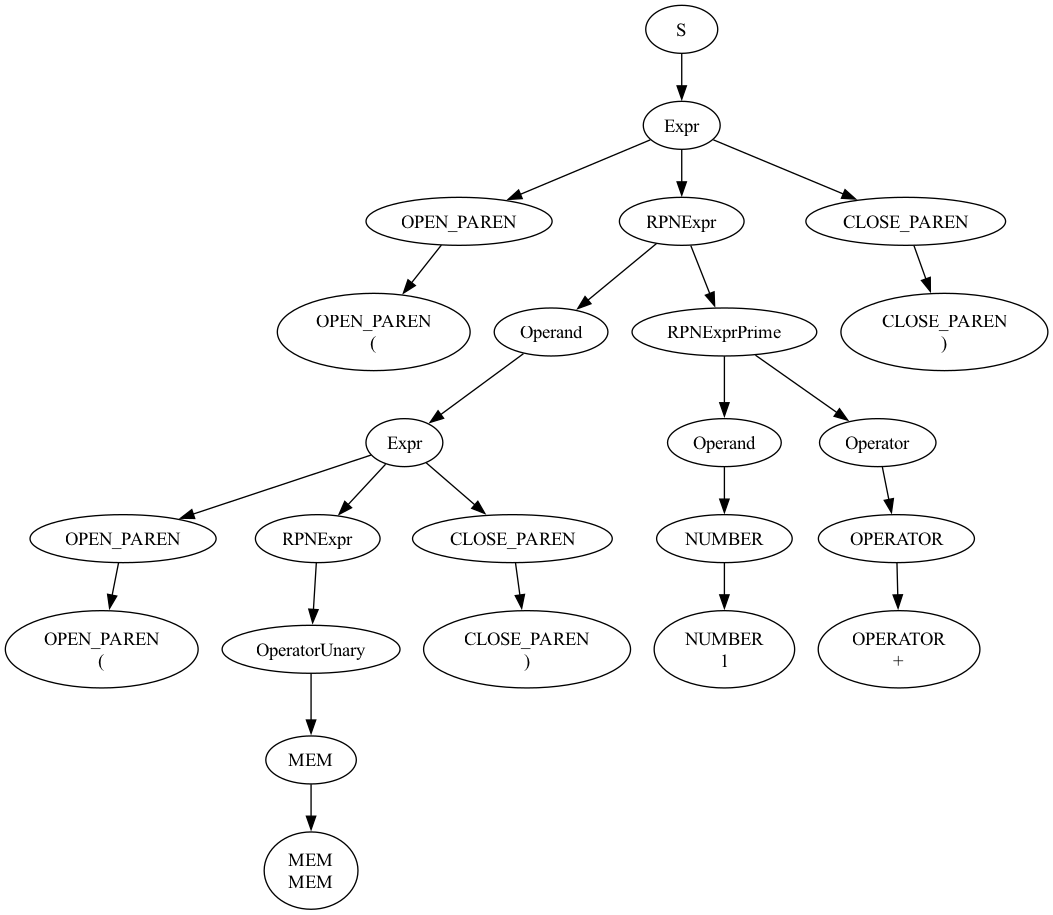 S
Expr
OPEN_PAREN
RPNExpr
CLOSE_PAREN
OPEN_PAREN
(
Operand
RPNExprPrime
CLOSE_PAREN
)
Expr
Operand
Operator
OPEN_PAREN
RPNExpr
CLOSE_PAREN
NUMBER
OPERATOR
OPEN_PAREN
(
OperatorUnary
CLOSE_PAREN
)
NUMBER
1
OPERATOR
+
MEM
MEM
MEM